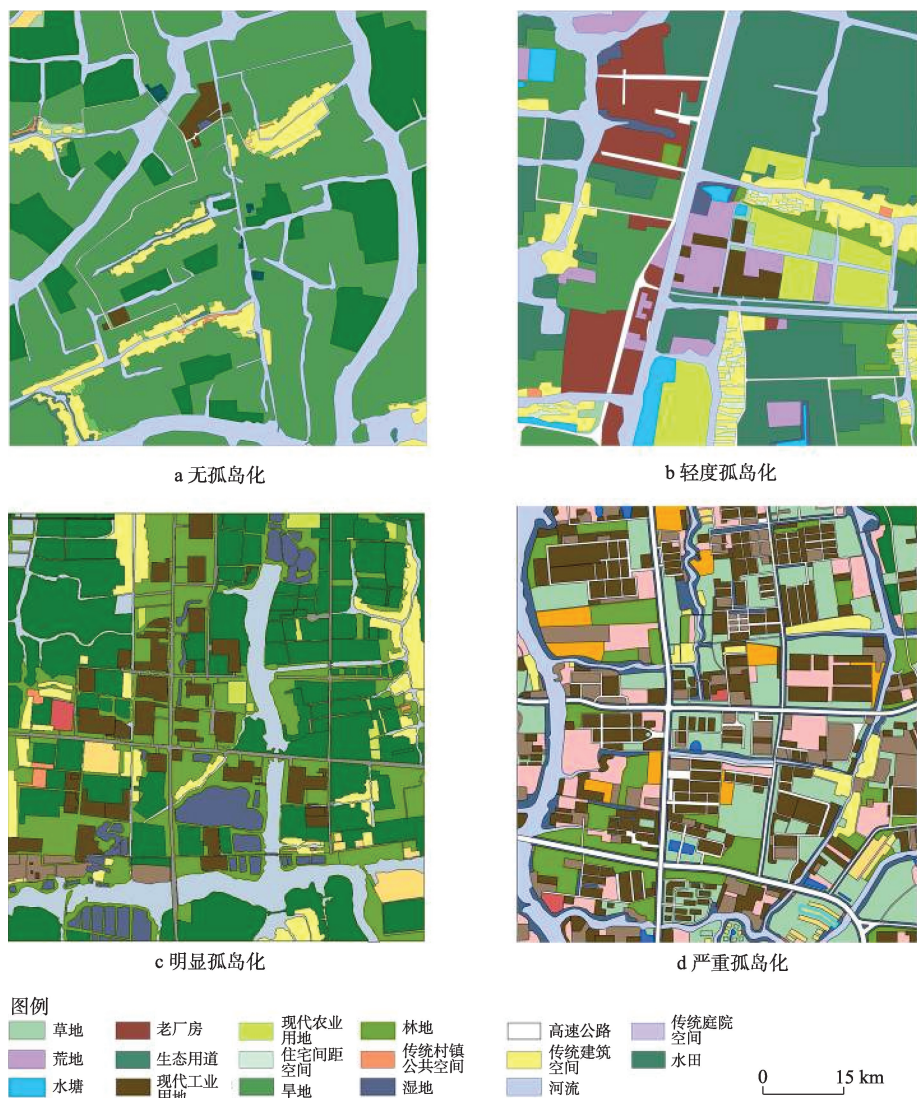 a 无孤岛化
b 轻度孤岛化
c 明显孤岛化
d 严重孤岛化
图例
草地
老厂房
现代农业
用地
林地
高速公路
传统庭院
空间
荒地
生态用道
住宅间距
空间
传统村镇
公共空间
传统建筑
空间
水田
水塘
现代工业
用地
旱地
湿地
河流
0 15 km